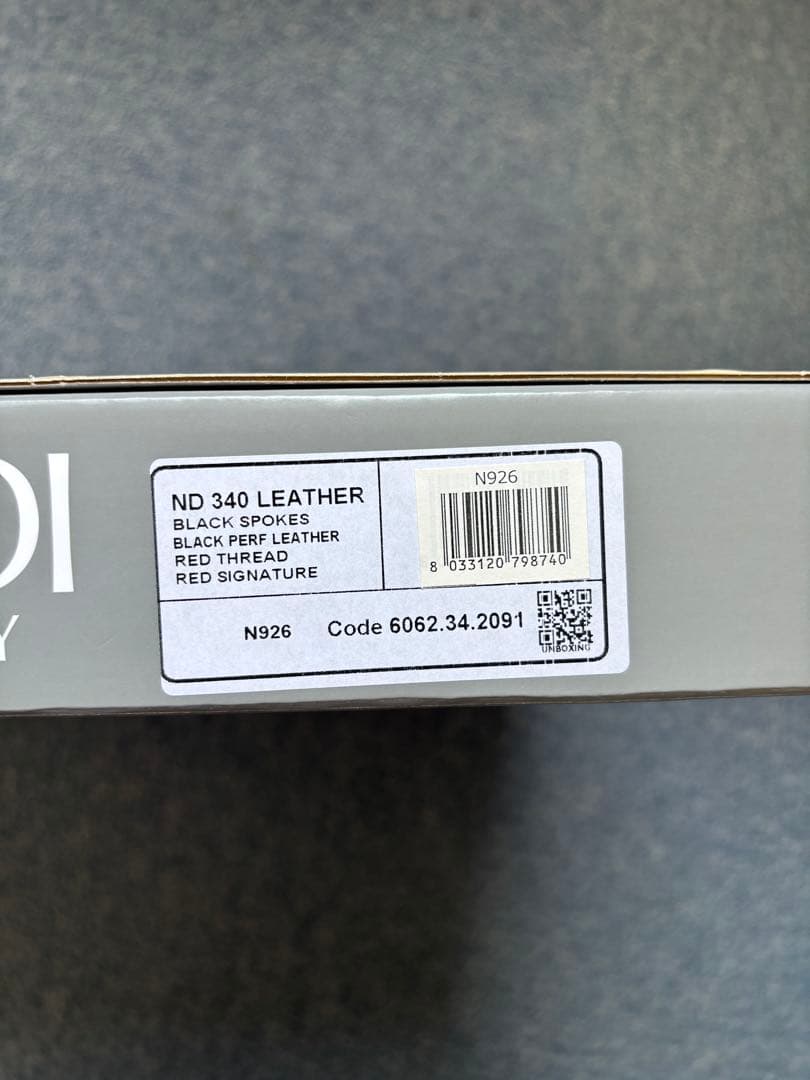 DI
Y
ND 340 LEATHER
BLACK SPOKES
BLACK PERF LEATHER
RED THREAD
RED SIGNATURE
N926
8 033120 798740
N926 Code 6062.34.2091
UNBOXING